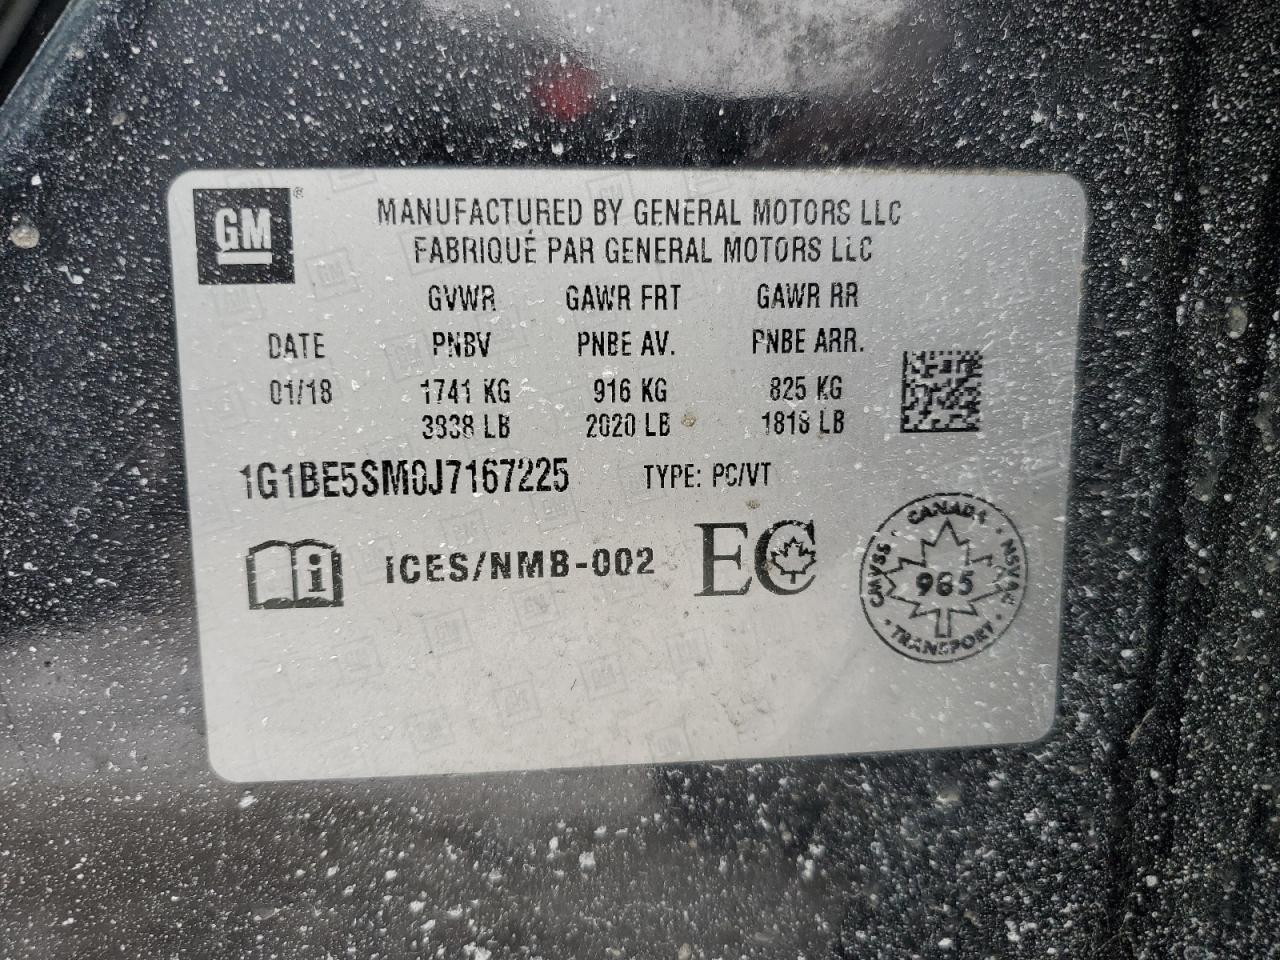 GM®
MANUFACTURED BY GENERAL MOTORS LLC
FABRIQUÉ PAR GENERAL MOTORS LLC
GVWR GAWR FRT GAWR RR
DATE PNBV PNBE AV. PNBE ARR.
01/18 1741 KG 916 KG 825 KG
3838 LB 2020 LB 1818 LB
1G1BE5SM0J7167225 TYPE: PC/VT
i ICES/NMB-002 EC
CANADA
CMVSS 985 NSVAC
TRANSPORT